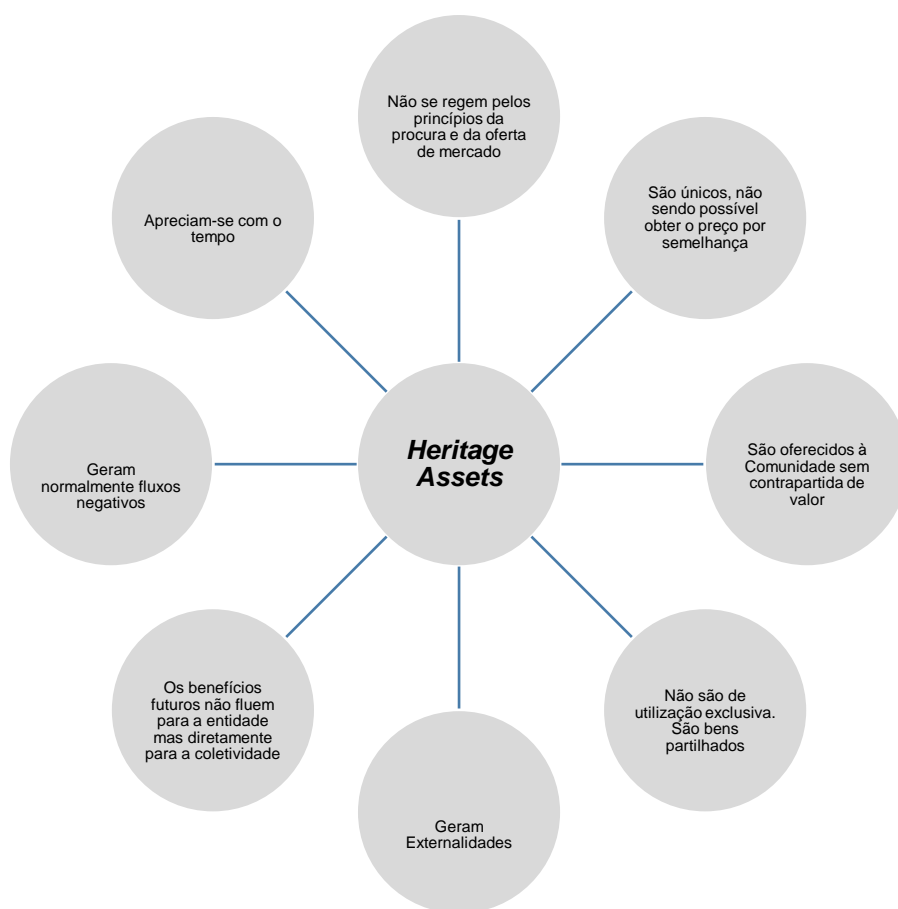 Não se regem pelos
princípios da
procura e da oferta
de mercado
São únicos, não
sendo possível
obter o preço por
semelhança
São oferecidos à
Comunidade sem
contrapartida de
valor
Não são de
utilização exclusiva.
São bens
partilhados
Geram
Externalidades
Os benefícios
futuros não fluem
para a entidade
mas diretamente
para a coletividade
Geram
normalmente fluxos
negativos
Apreciam-se com o
tempo
Heritage
Assets